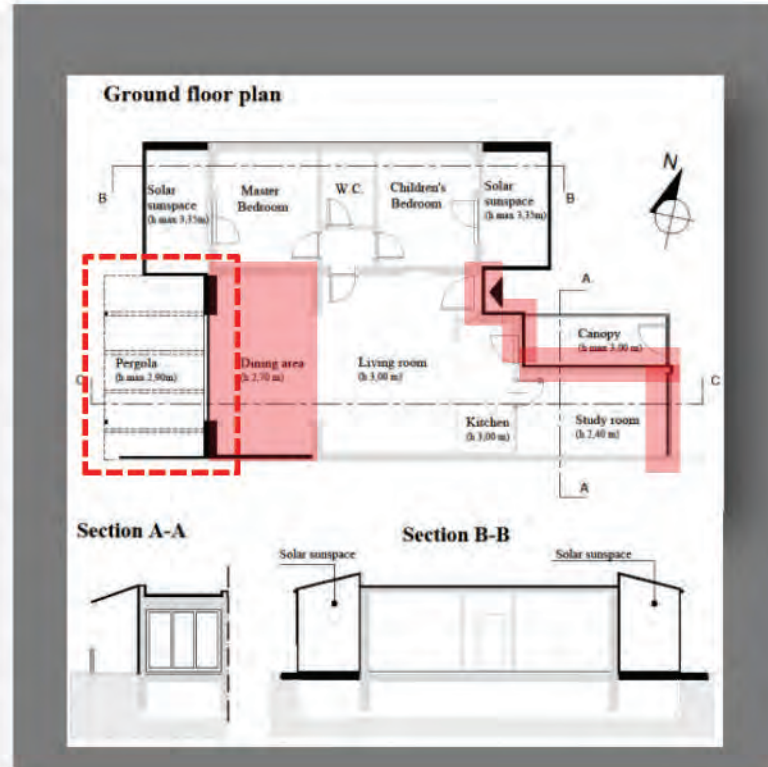 Ground floor plan
N
B
B
Solar
sunspace
(h max 3,35m)
Master
Bedroom
W.C.
Children's
Bedroom
Solar
sunspace
(h max 3,35m)
A
Canopy
(h max 3,00 m)
Pergola
(h max 2,90m)
Dining area
(h 2,70 m)
Living room
(h 3,00 m)
C
C
Kitchen
(h 3,00 m)
Study room
(h 2,40 m)
A
Section A-A
Section B-B
Solar sunspace
Solar sunspace